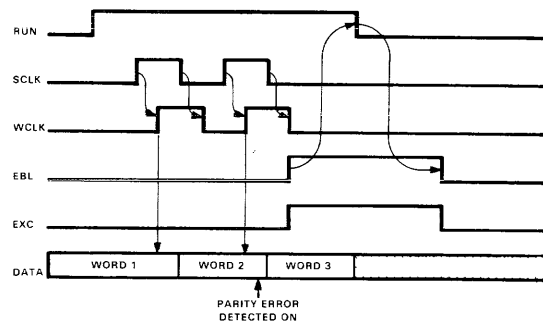 RUN
SCLK
WCLK
EBL
EXC
DATA WORD 1 WORD 2 WORD 3
PARITY ERROR
DETECTED ON